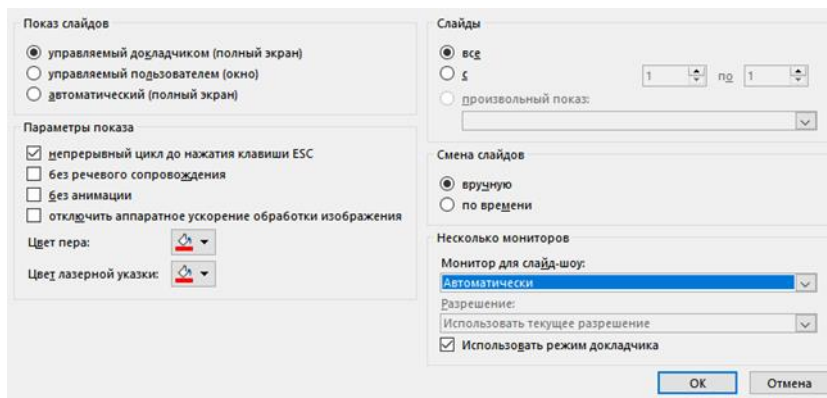 Показ слайдов
управляемый докладчиком (полный экран)
управляемый пользователем (окно)
автоматический (полный экран)
Параметры показа
непрерывный цикл до нажатия клавиши ESC
без речевого сопровождения
без анимации
отключить аппаратное ускорение обработки изображения
Цвет пера:
Цвет лазерной указки:
Слайды
все
с 1 по 1
произвольный показ:
Смена слайдов
вручную
по времени
Несколько мониторов
Монитор для слайд-шоу:
Автоматически
Разрешение:
Использовать текущее разрешение
Использовать режим докладчика
ОК Отмена